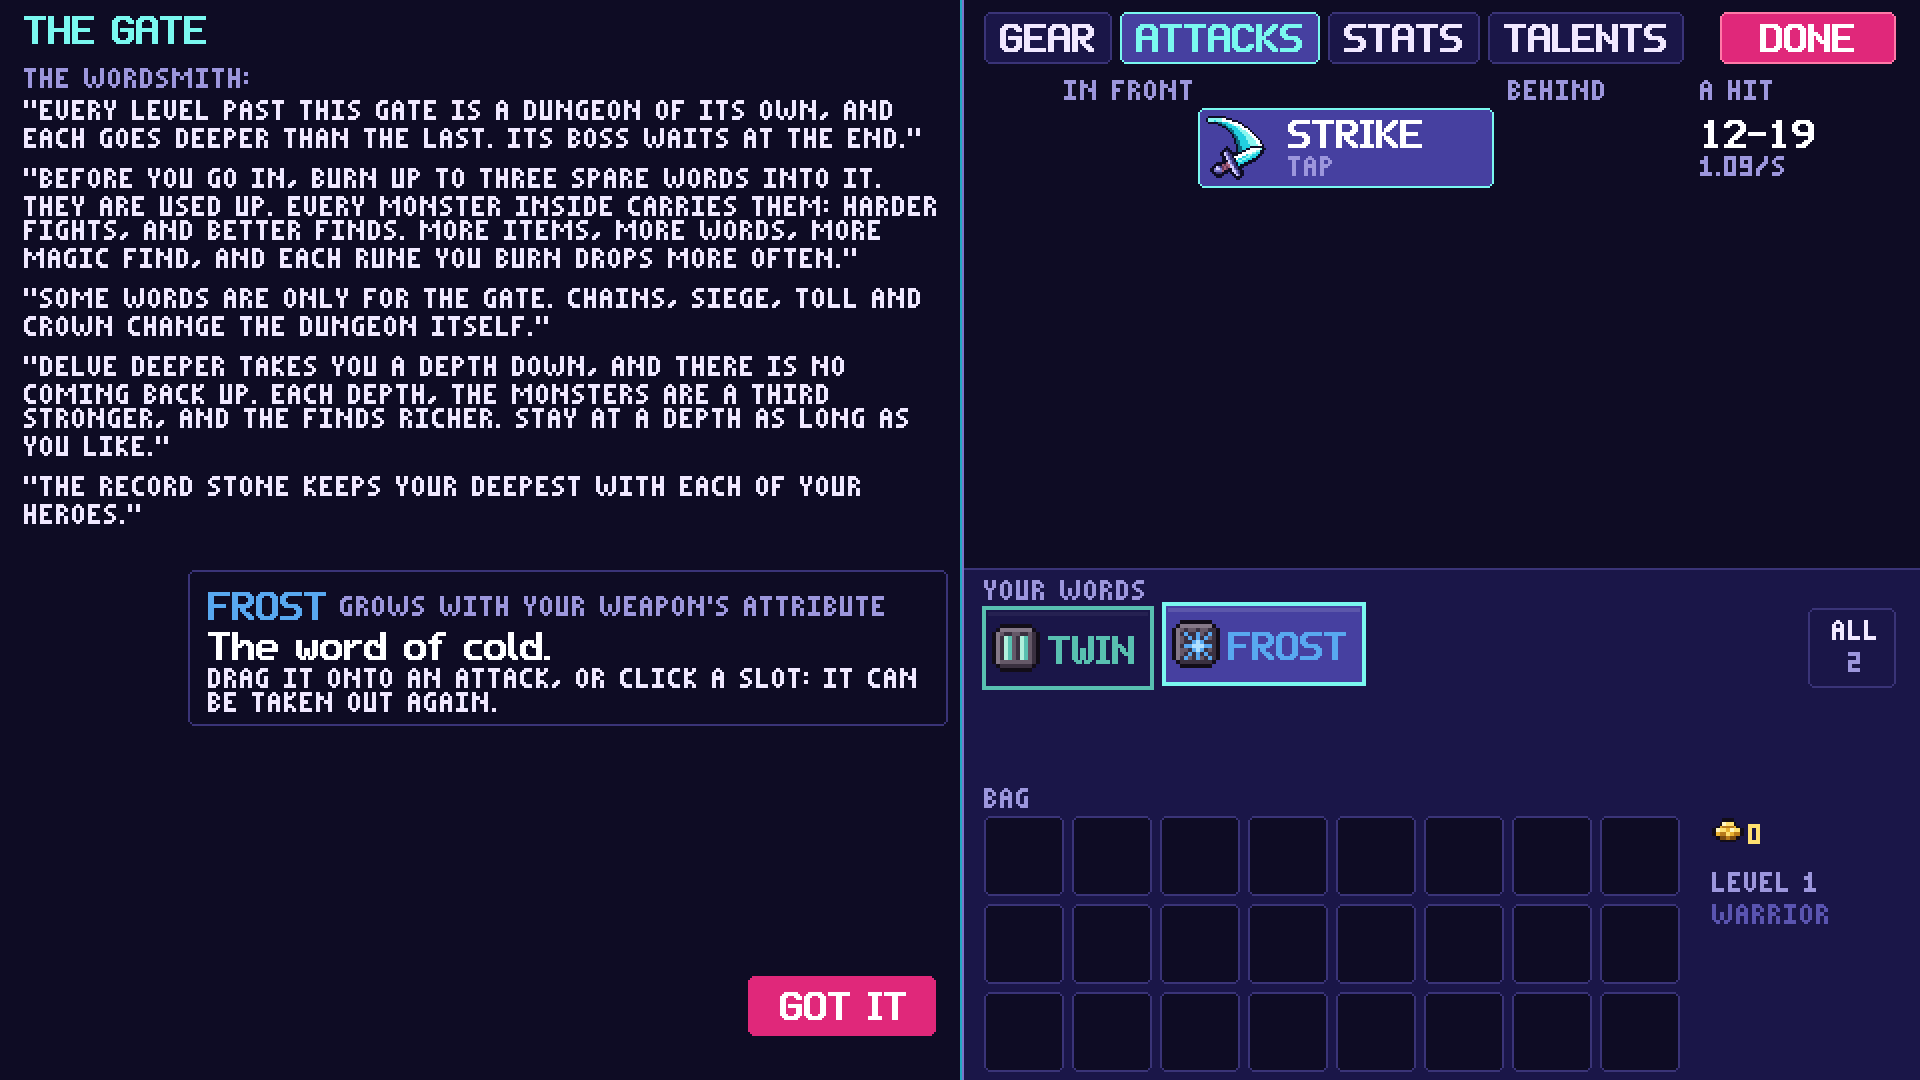 THE GATE
THE WORDSMITH:
"EVERY LEVEL PAST THIS GATE IS A DUNGEON OF ITS OWN, AND
EACH GOES DEEPER THAN THE LAST. ITS BOSS WAITS AT THE END."
"BEFORE YOU GO IN, BURN UP TO THREE SPARE WORDS INTO IT.
THEY ARE USED UP. EVERY MONSTER INSIDE CARRIES THEM: HARDER
FIGHTS, AND BETTER FINDS. MORE ITEMS, MORE WORDS, MORE
MAGIC FIND, AND EACH RUNE YOU BURN DROPS MORE OFTEN."
"SOME WORDS ARE ONLY FOR THE GATE. CHAINS, SIEGE, TOLL AND
CROWN CHANGE THE DUNGEON ITSELF."
"DELVE DEEPER TAKES YOU A DEPTH DOWN, AND THERE IS NO
COMING BACK UP. EACH DEPTH, THE MONSTERS ARE A THIRD
STRONGER, AND THE FINDS RICHER. STAY AT A DEPTH AS LONG AS
YOU LIKE."
"THE RECORD STONE KEEPS YOUR DEEPEST WITH EACH OF YOUR
HEROES."
FROST GROWS WITH YOUR WEAPON'S ATTRIBUTE
The word of cold.
DRAG IT ONTO AN ATTACK, OR CLICK A SLOT: IT CAN
BE TAKEN OUT AGAIN.
GOT IT
GEAR ATTACKS STATS TALENTS DONE
IN FRONT BEHIND A HIT
STRIKE
TAP
12-19
1.09/S
YOUR WORDS
TWIN FROST
ALL
2
BAG
0
LEVEL 1
WARRIOR